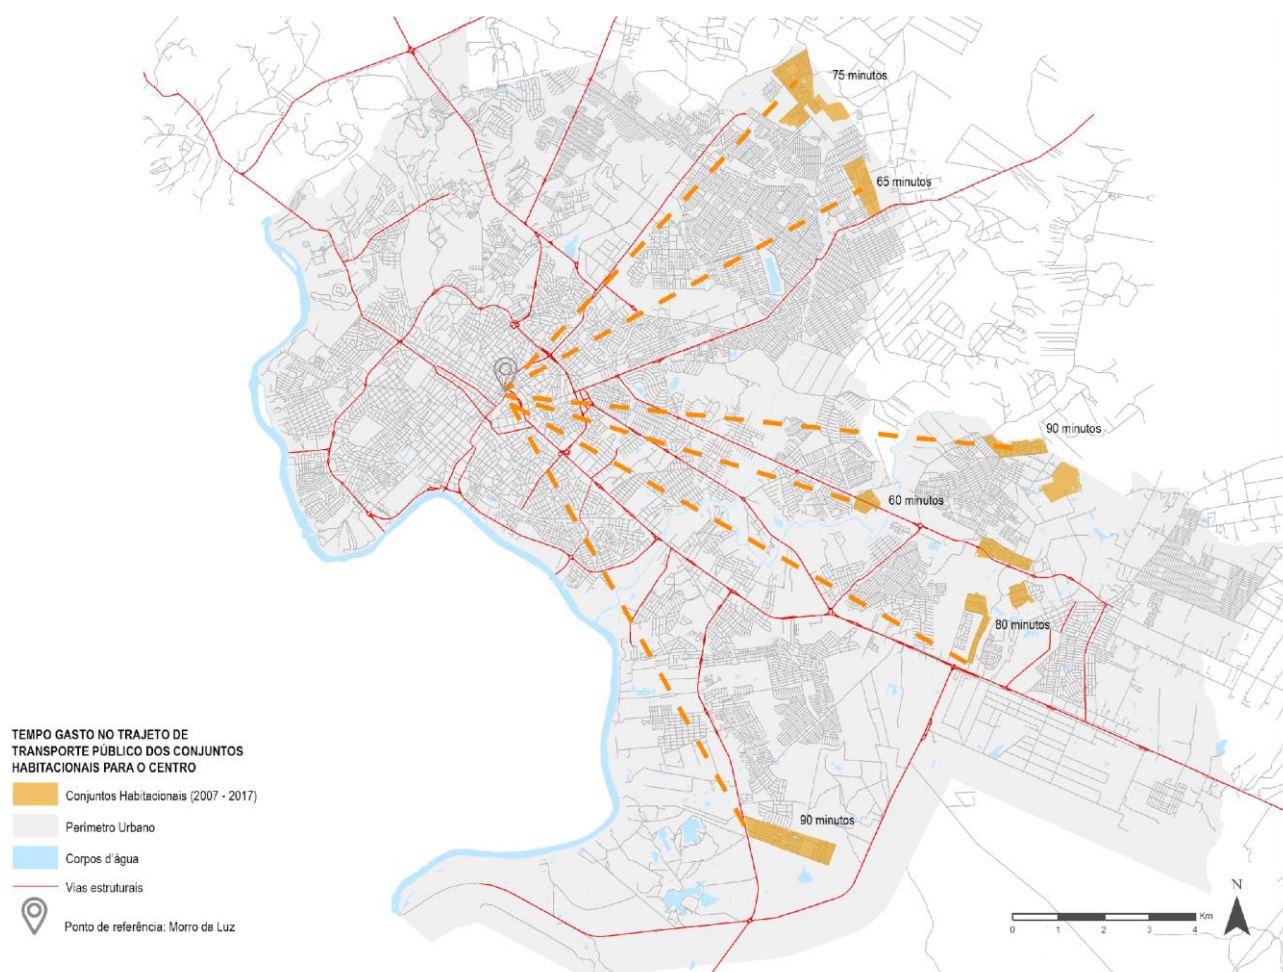 75 minutos
65 minutos
90 minutos
60 minutos
80 minutos
90 minutos
TEMPO GASTO NO TRAJETO DE
TRANSPORTE PÚBLICO DOS CONJUNTOS
HABITACIONAIS PARA O CENTRO
Conjuntos Habitacionais (2007 - 2017)
Perímetro Urbano
Corpos d'água
Vias estruturais
Ponto de referência: Morro da Luz
N
Km
0 1 2 3 4